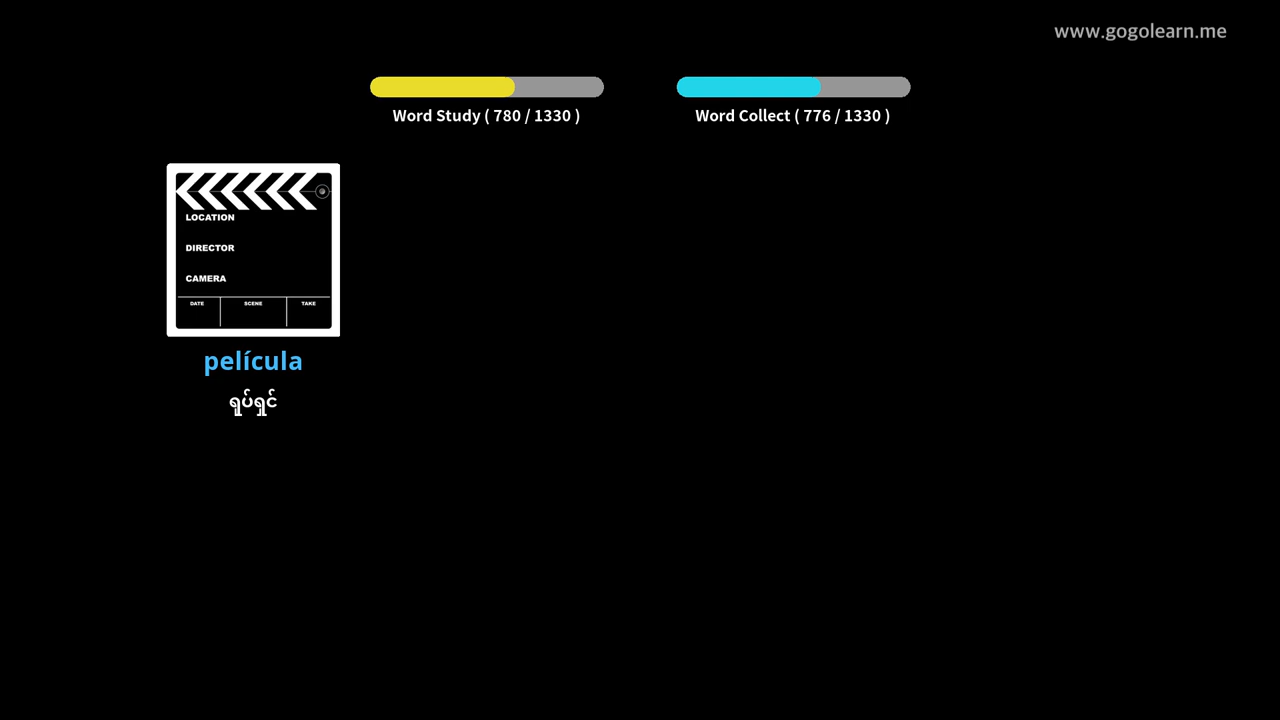 www.gogolearn.me
Word Study ( 780 / 1330 )
Word Collect ( 776 / 1330 )
LOCATION
DIRECTOR
CAMERA
DATE SCENE TAKE
película
ရုပ်ရှင်